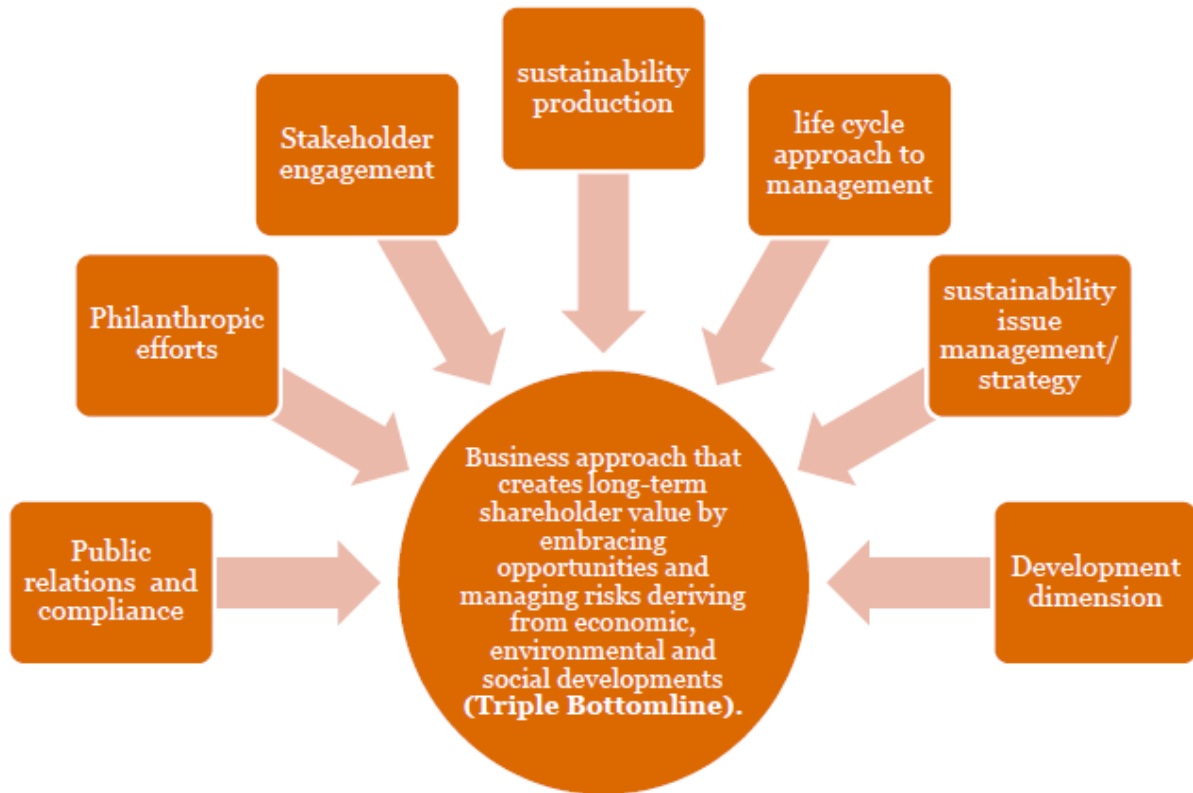 sustainability
production
Stakeholder
engagement
life cycle
approach to
management
Philanthropic
efforts
sustainability
issue
management/
strategy
Public
relations and
compliance
Business approach that
creates long-term
shareholder value by
embracing
opportunities and
managing risks deriving
from economic,
environmental and
social developments
(Triple Bottomline).
Development
dimension